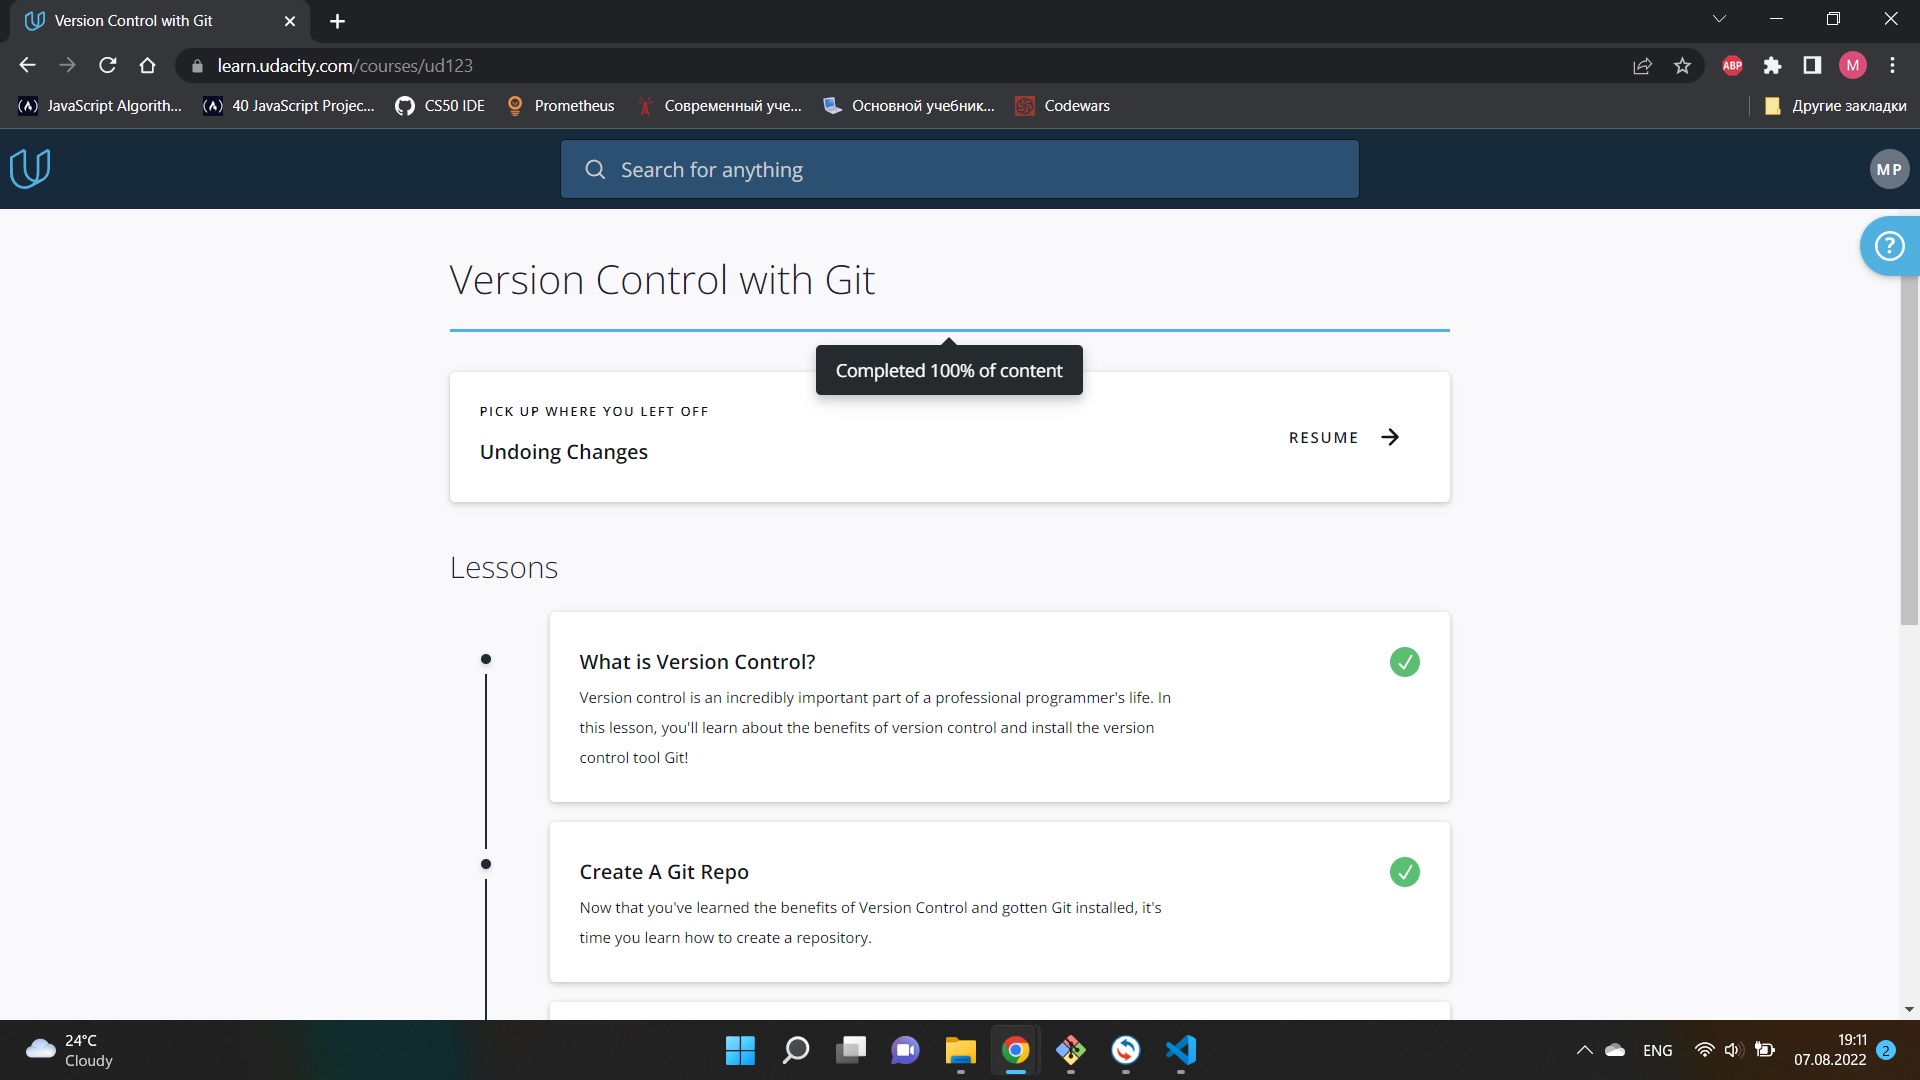 Version Control with Git
learn.udacity.com/courses/ud123
ABP
M
JavaScript Algorith...
40 JavaScript Projec...
CS50 IDE
Prometheus
Современный уче...
Основной учебник...
Codewars
Другие закладки
Search for anything
MP
?
Version Control with Git
Completed 100% of content
PICK UP WHERE YOU LEFT OFF
Undoing Changes
RESUME
Lessons
What is Version Control?
Version control is an incredibly important part of a professional programmer's life. In
this lesson, you'll learn about the benefits of version control and install the version
control tool Git!
Create A Git Repo
Now that you've learned the benefits of Version Control and gotten Git installed, it's
time you learn how to create a repository.
24°C
Cloudy
ENG
19:11
07.08.2022
2